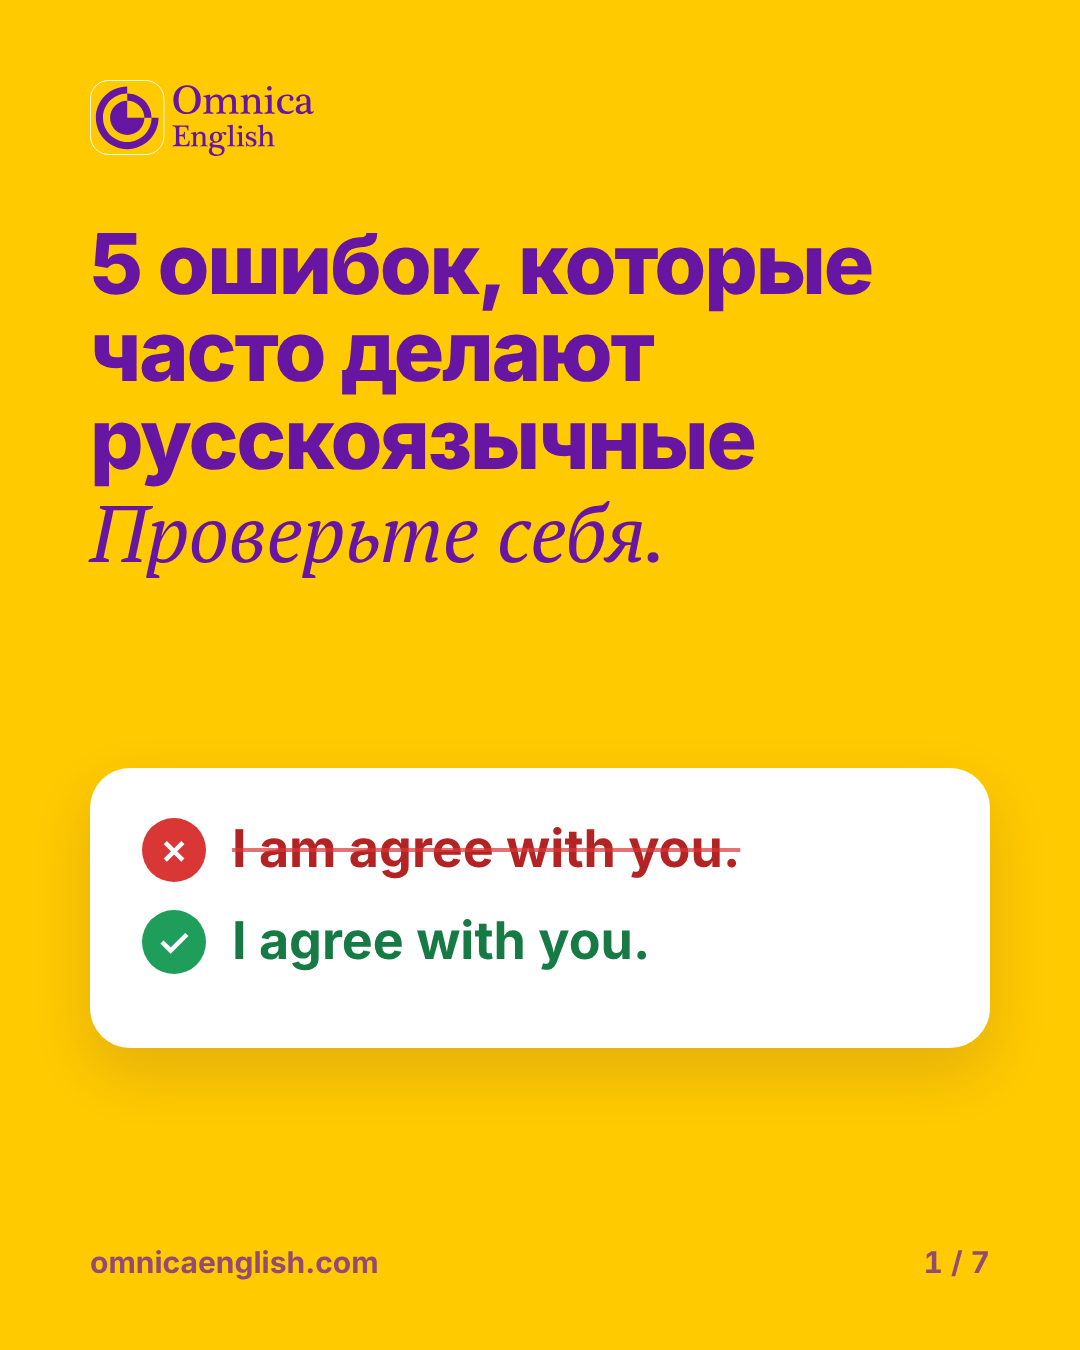 Omnica
English
5 ошибок, которые
часто делают
русскоязычные
Проверьте себя.
I am agree with you.
I agree with you.
omnicaenglish.com
1 / 7